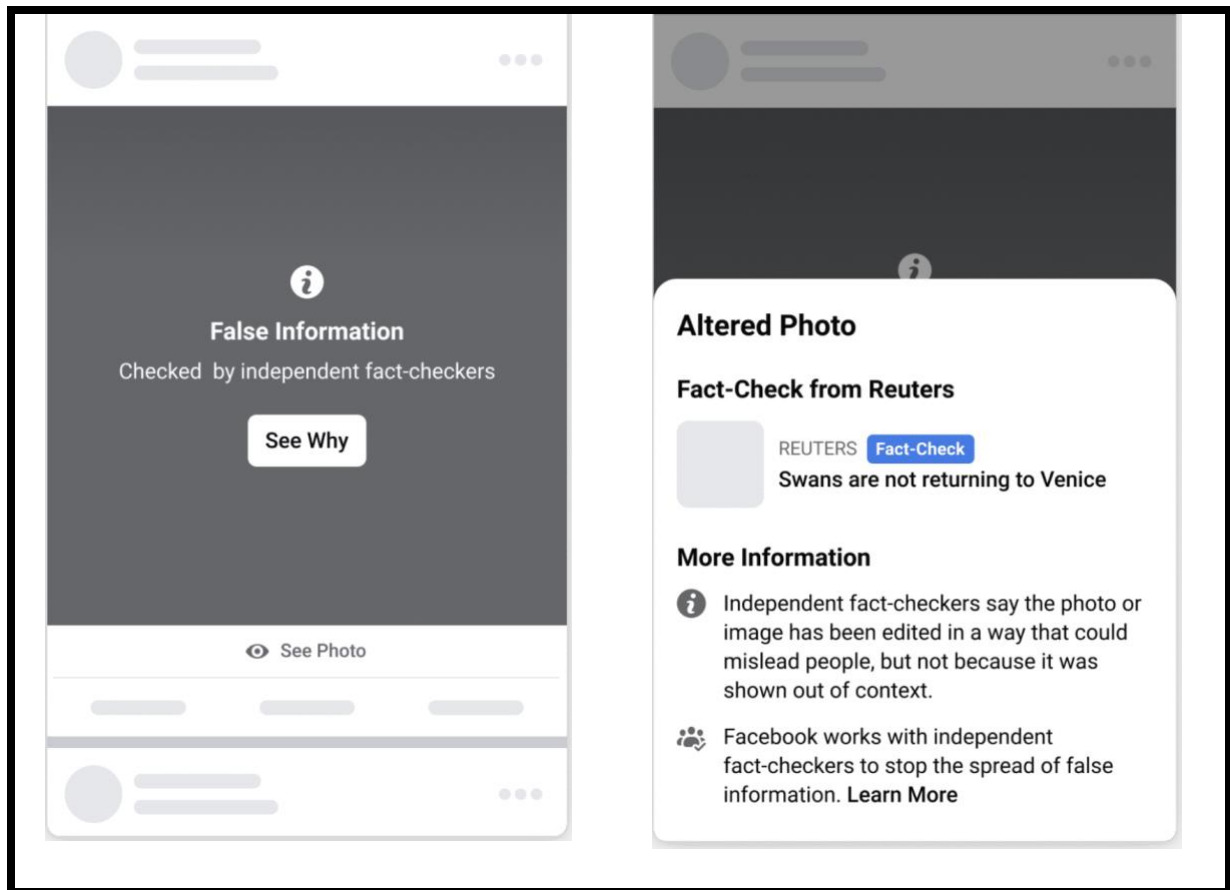 False Information
Checked by independent fact-checkers
See Why
See Photo
Altered Photo
Fact-Check from Reuters
REUTERS Fact-Check
Swans are not returning to Venice
More Information
Independent fact-checkers say the photo or
image has been edited in a way that could
mislead people, but not because it was
shown out of context.
Facebook works with independent
fact-checkers to stop the spread of false
information. Learn More